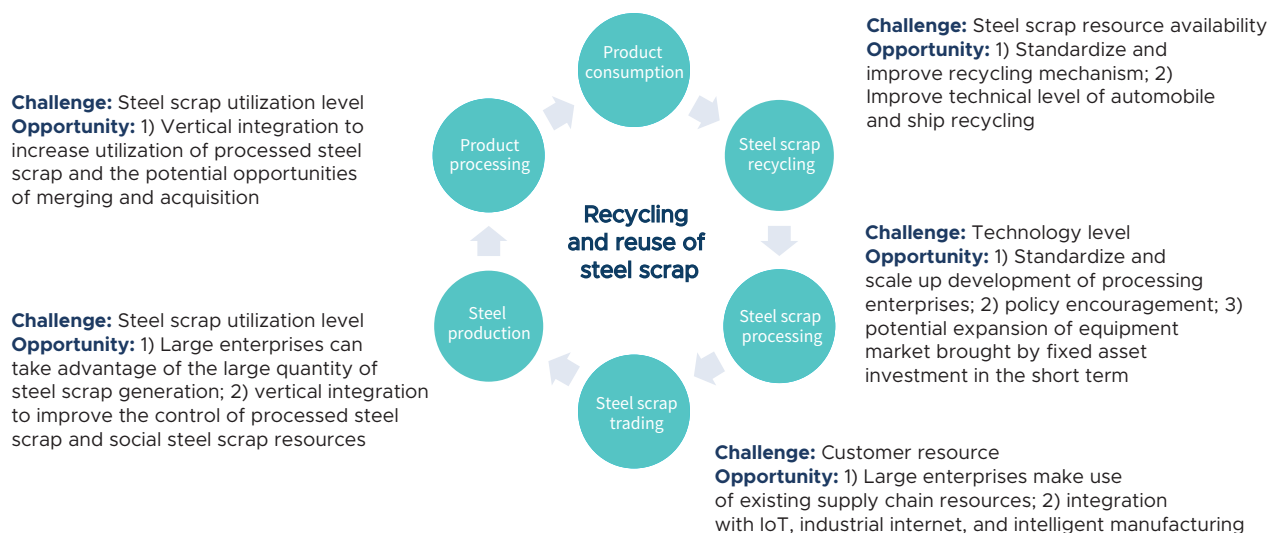 Product
consumption
Challenge: Steel scrap resource availability
Opportunity: 1) Standardize and
improve recycling mechanism; 2)
Improve technical level of automobile
and ship recycling
Challenge: Steel scrap utilization level
Opportunity: 1) Vertical integration to
increase utilization of processed steel
scrap and the potential opportunities
of merging and acquisition
Product
processing
Steel scrap
recycling
Recycling
and reuse of
steel scrap
Challenge: Technology level
Opportunity: 1) Standardize and
scale up development of processing
enterprises; 2) policy encouragement; 3)
potential expansion of equipment
market brought by fixed asset
investment in the short term
Challenge: Steel scrap utilization level
Opportunity: 1) Large enterprises can
take advantage of the large quantity of
steel scrap generation; 2) vertical integration
to improve the control of processed steel
scrap and social steel scrap resources
Steel
production
Steel scrap
processing
Steel scrap
trading
Challenge: Customer resource
Opportunity: 1) Large enterprises make use
of existing supply chain resources; 2) integration
with IoT, industrial internet, and intelligent manufacturing